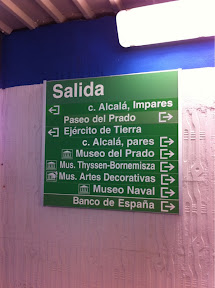 Salida
c. Alcalá, Impares
Paseo del Prado
Ejército de Tierra
c. Alcalá, pares
Museo del Prado
Mus. Thyssen-Bornemisza
Mus. Artes Decorativas
Museo Naval
Banco de España